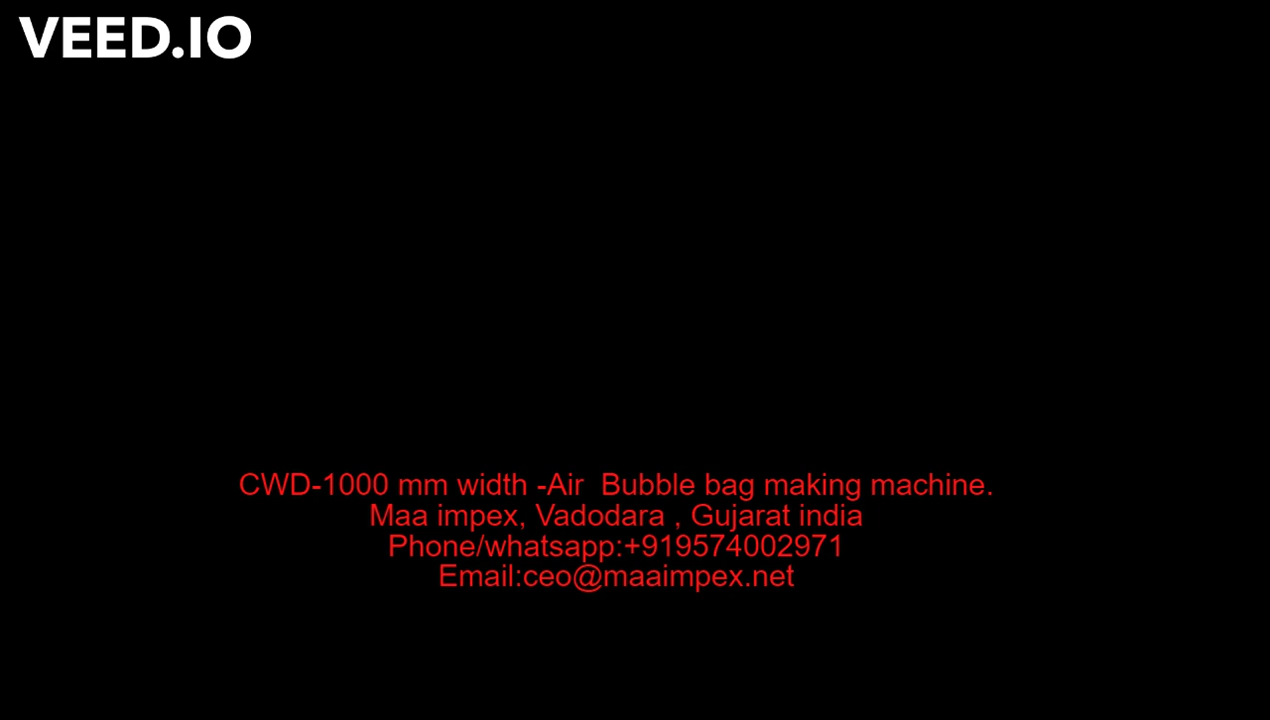 VEED.IO
CWD-1000 mm width -Air  Bubble bag making machine.
Maa impex, Vadodara , Gujarat india
Phone/whatsapp:+919574002971
Email:ceo@maaimpex.net